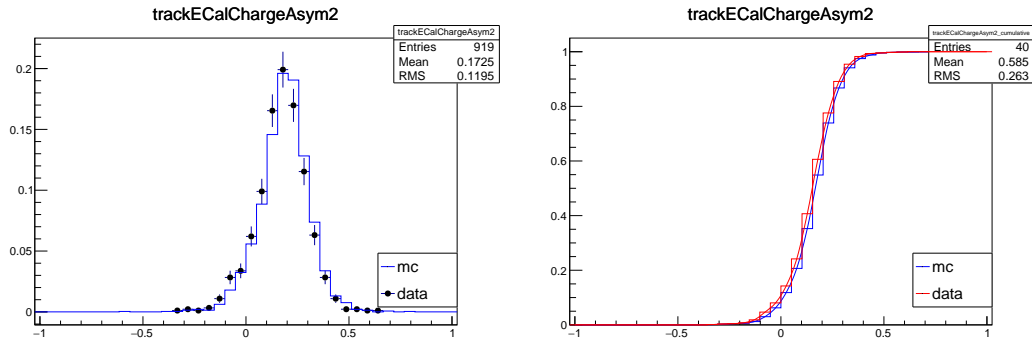 trackECalChargeAsym2
trackECalChargeAsym2
Entries 919
Mean 0.1725
RMS 0.1195
0.2
0.15
0.1
0.05
0
−1
−0.5
0
0.5
1
mc
data
trackECalChargeAsym2
trackECalChargeAsym2_cumulative
Entries 40
Mean 0.585
RMS 0.263
1
0.8
0.6
0.4
0.2
0
−1
−0.5
0
0.5
1
mc
data